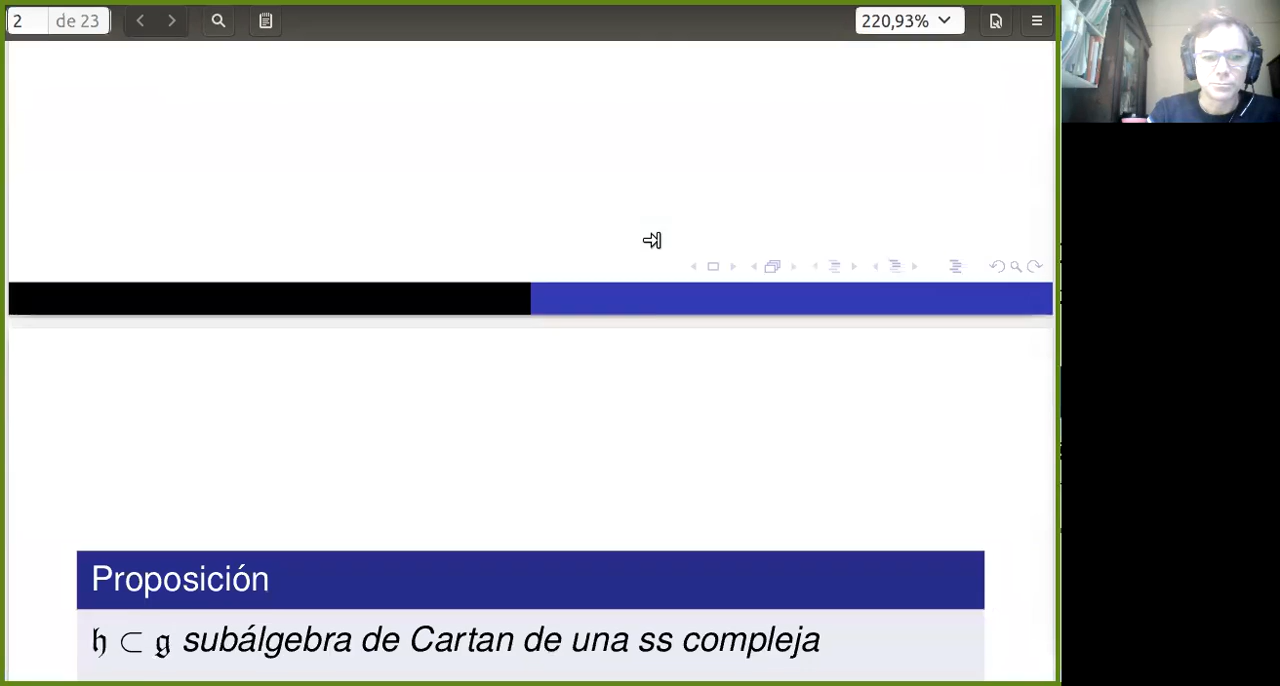 2 de 23 220,93%
Proposición
𝔥 ⊂ 𝔤 subálgebra de Cartan de una ss compleja